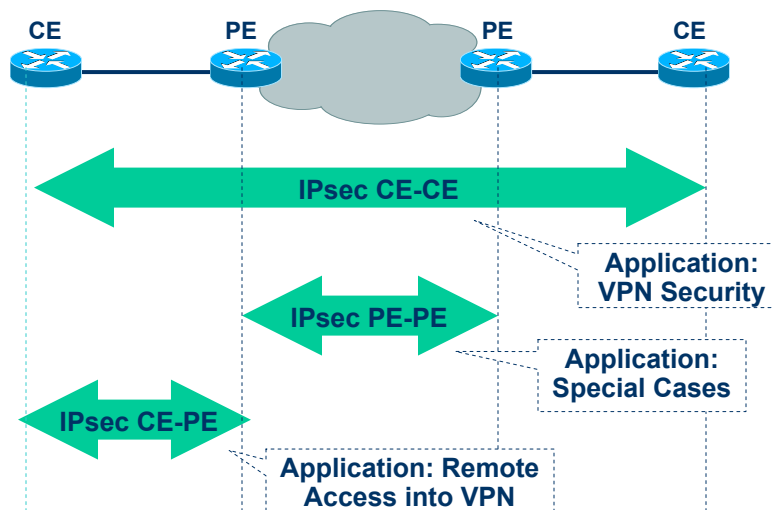 CE
PE
PE
CE
IPsec CE-CE
Application:
VPN Security
IPsec PE-PE
Application:
Special Cases
IPsec CE-PE
Application: Remote
Access into VPN